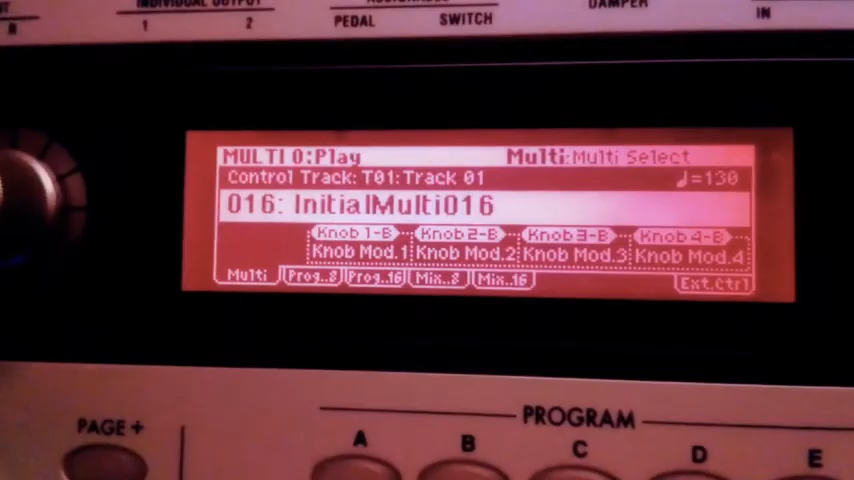 INDIVIDUAL OUTPUT
1 2
PEDAL SWITCH
DAMPER
IN
MULTI 0:Play Multi:Multi Select
Control Track: T01:Track 01 ♩=130
016: InitialMulti016
Knob 1-B Knob 2-B Knob 3-B Knob 4-B
Knob Mod.1 Knob Mod.2 Knob Mod.3 Knob Mod.4
Multi Prog..8 Prog..16 Mix..8 Mix..16 Ext.Ctrl
PAGE+
PROGRAM
A B C D E